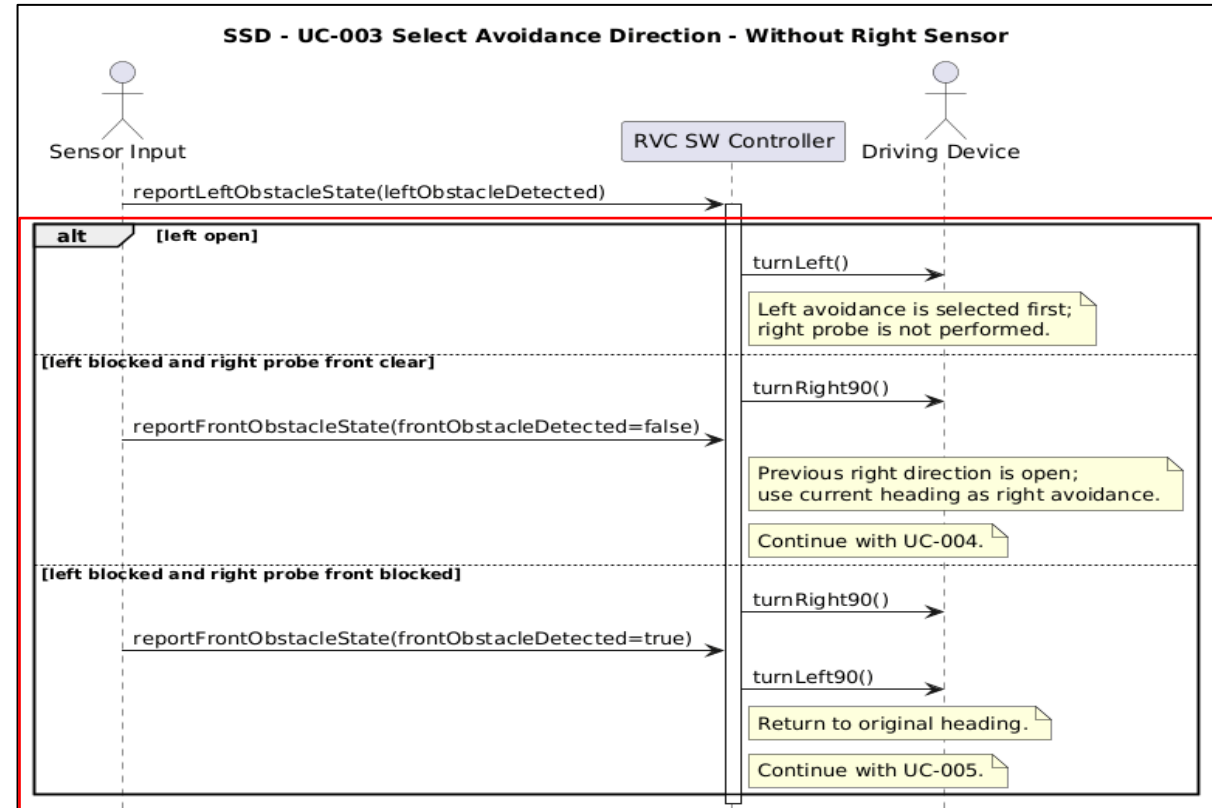 SSD - UC-003 Select Avoidance Direction - Without Right Sensor
Sensor Input
RVC SW Controller
Driving Device
reportLeftObstacleState(leftObstacleDetected)
alt
[left open]
turnLeft()
Left avoidance is selected first;
right probe is not performed.
[left blocked and right probe front clear]
turnRight90()
reportFrontObstacleState(frontObstacleDetected=false)
Previous right direction is open;
use current heading as right avoidance.
Continue with UC-004.
[left blocked and right probe front blocked]
turnRight90()
reportFrontObstacleState(frontObstacleDetected=true)
turnLeft90()
Return to original heading.
Continue with UC-005.